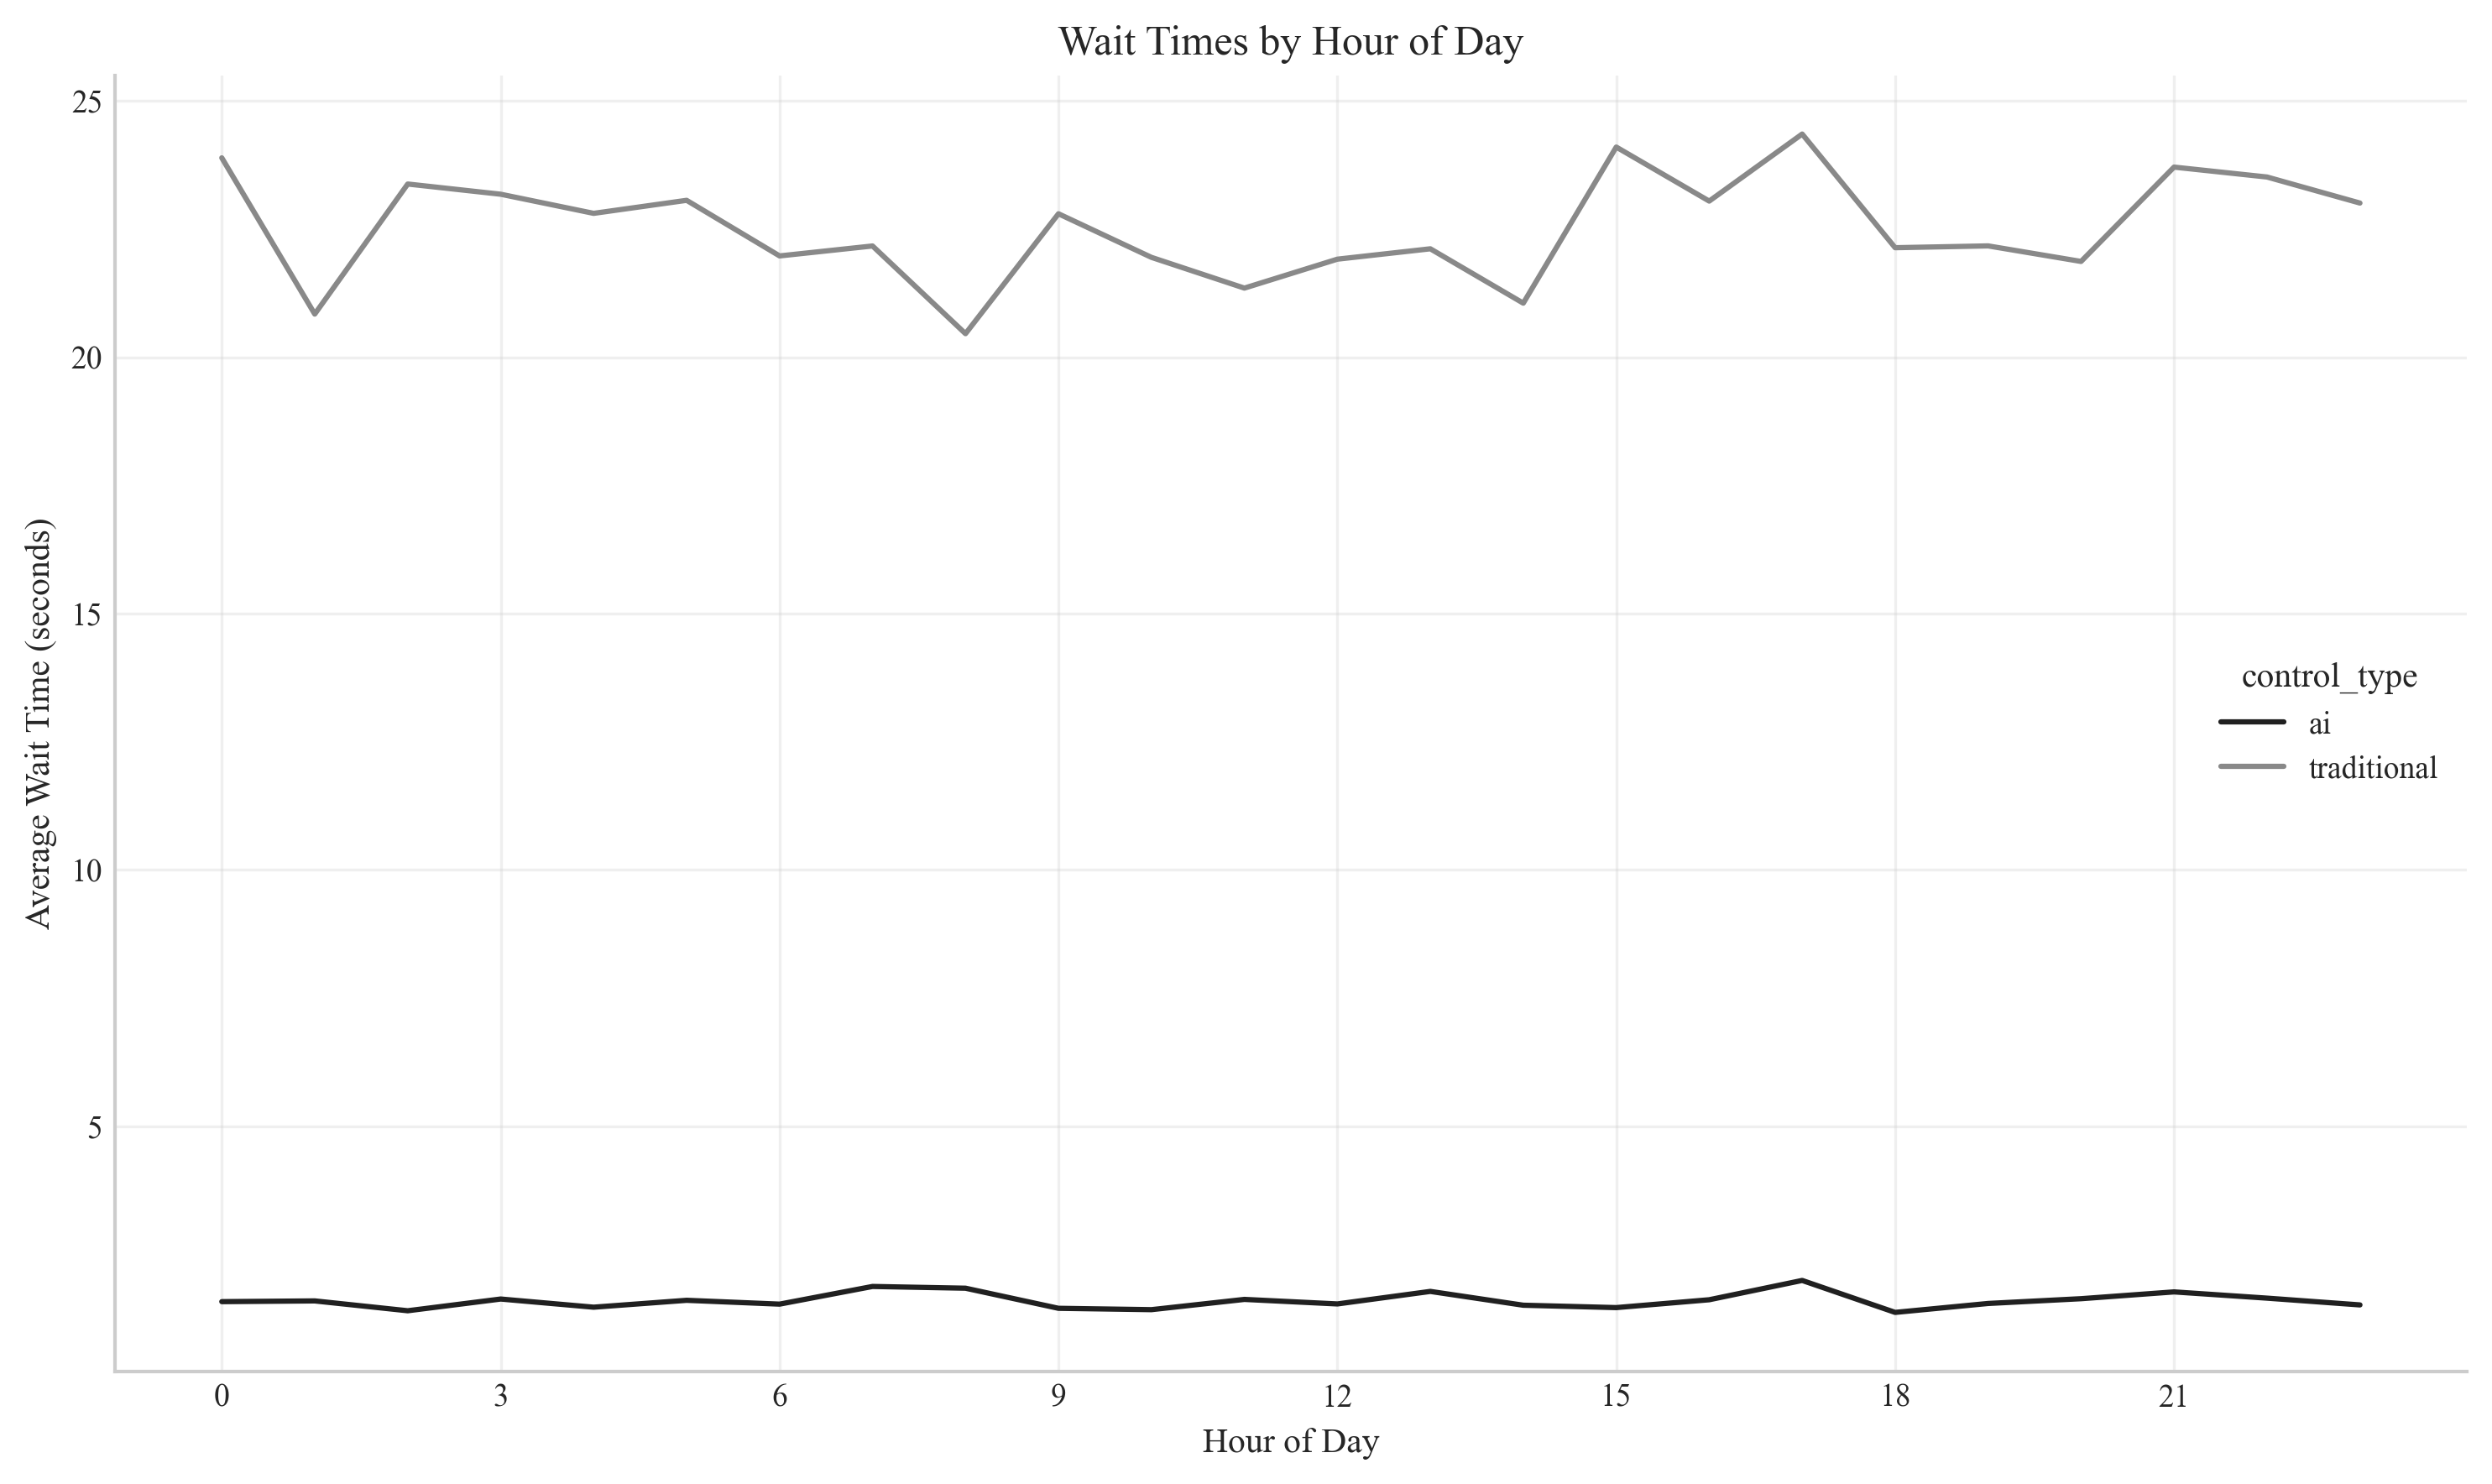 Wait Times by Hour of Day
Average Wait Time (seconds)
25
20
15
10
5
control_type
ai
traditional
0 3 6 9 12 15 18 21
Hour of Day